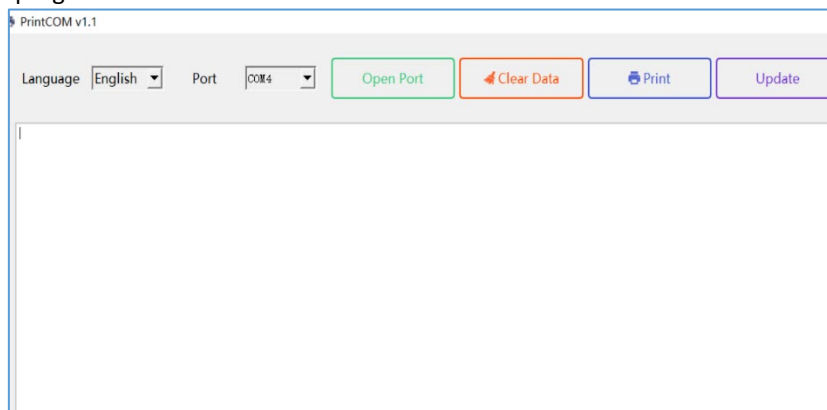 PrintCOM v1.1
Language English Port COM4 Open Port Clear Data Print Update